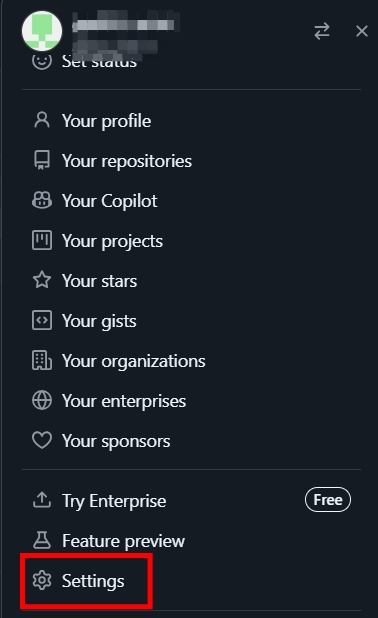 Set status
Your profile
Your repositories
Your Copilot
Your projects
Your stars
Your gists
Your organizations
Your enterprises
Your sponsors
Try Enterprise Free
Feature preview
Settings